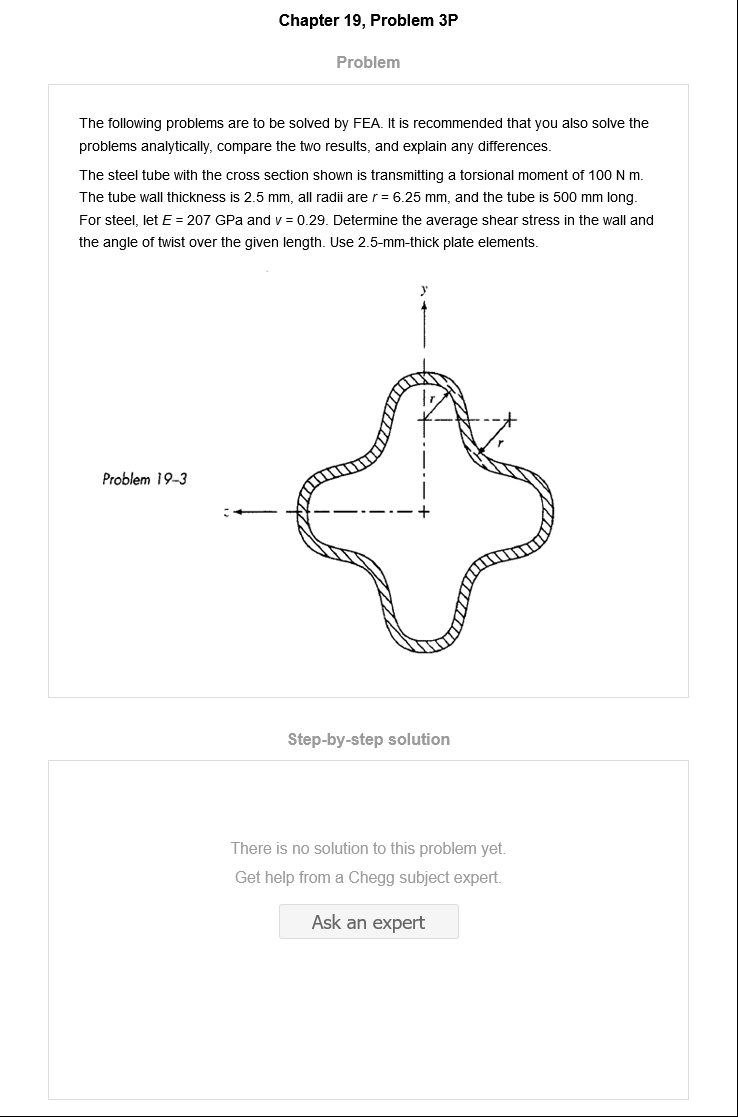 Chapter 19, Problem 3P
Problem
The following problems are to be solved by FEA. It is recommended that you also solve the
problems analytically, compare the two results, and explain any differences.
The steel tube with the cross section shown is transmitting a torsional moment of 100 N m.
The tube wall thickness is 2.5 mm, all radii are r = 6.25 mm, and the tube is 500 mm long.
For steel, let E = 207 GPa and v = 0.29. Determine the average shear stress in the wall and
the angle of twist over the given length. Use 2.5-mm-thick plate elements.
y
r
r
Problem 19–3
z
Step-by-step solution
There is no solution to this problem yet.
Get help from a Chegg subject expert.
Ask an expert